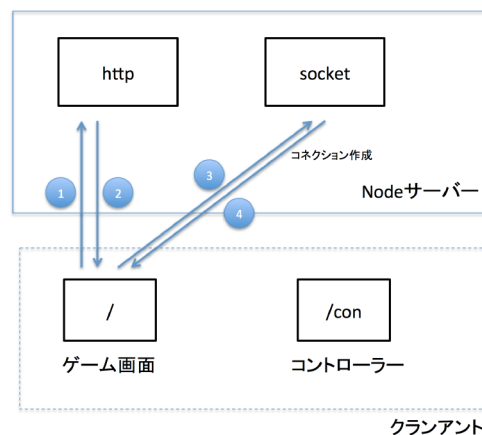 http
socket
コネクション作成
1
2
3
4
Nodeサーバー
/
/con
ゲーム画面
コントローラー
クランアント